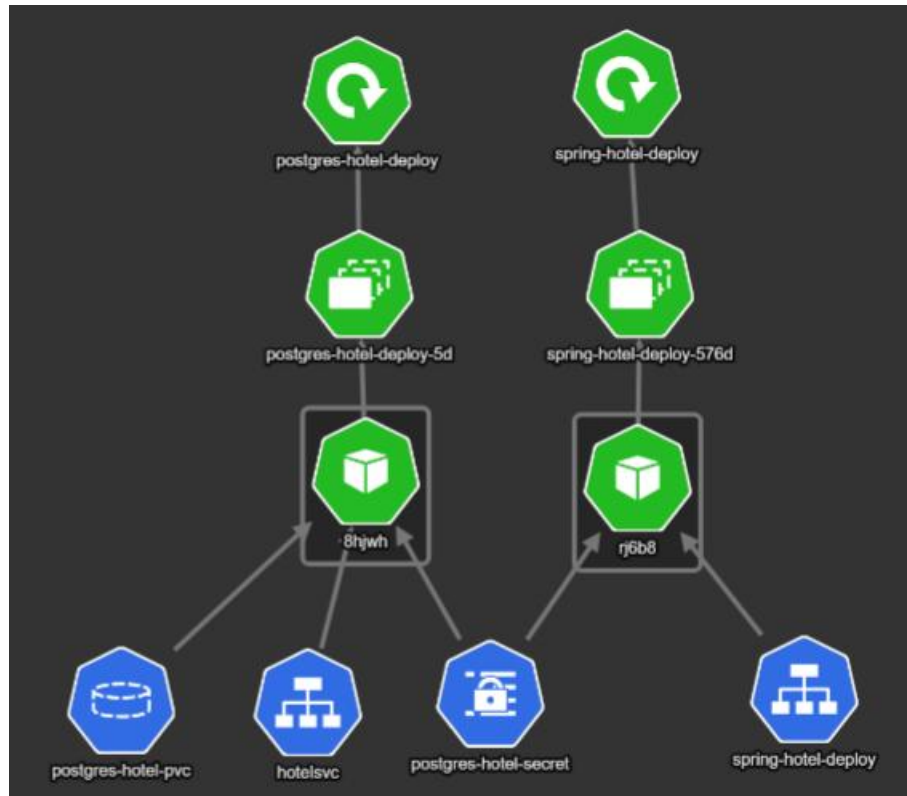 postgres-hotel-deploy
spring-hotel-deploy
postgres-hotel-deploy-5d
spring-hotel-deploy-576d
8hjwh
rj6b8
postgres-hotel-pvc
hotelsvc
postgres-hotel-secret
spring-hotel-deploy